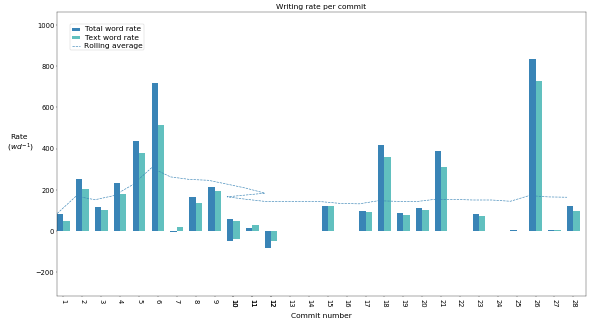 Writing rate per commit
1000
800
600
400
200
0
−200
Rate
(wd⁻¹)
Total word rate
Text word rate
Rolling average
1 2 3 4 5 6 7 8 9 10 11 12 13 14 15 16 17 18 19 20 21 22 23 24 25 26 27 28
Commit number